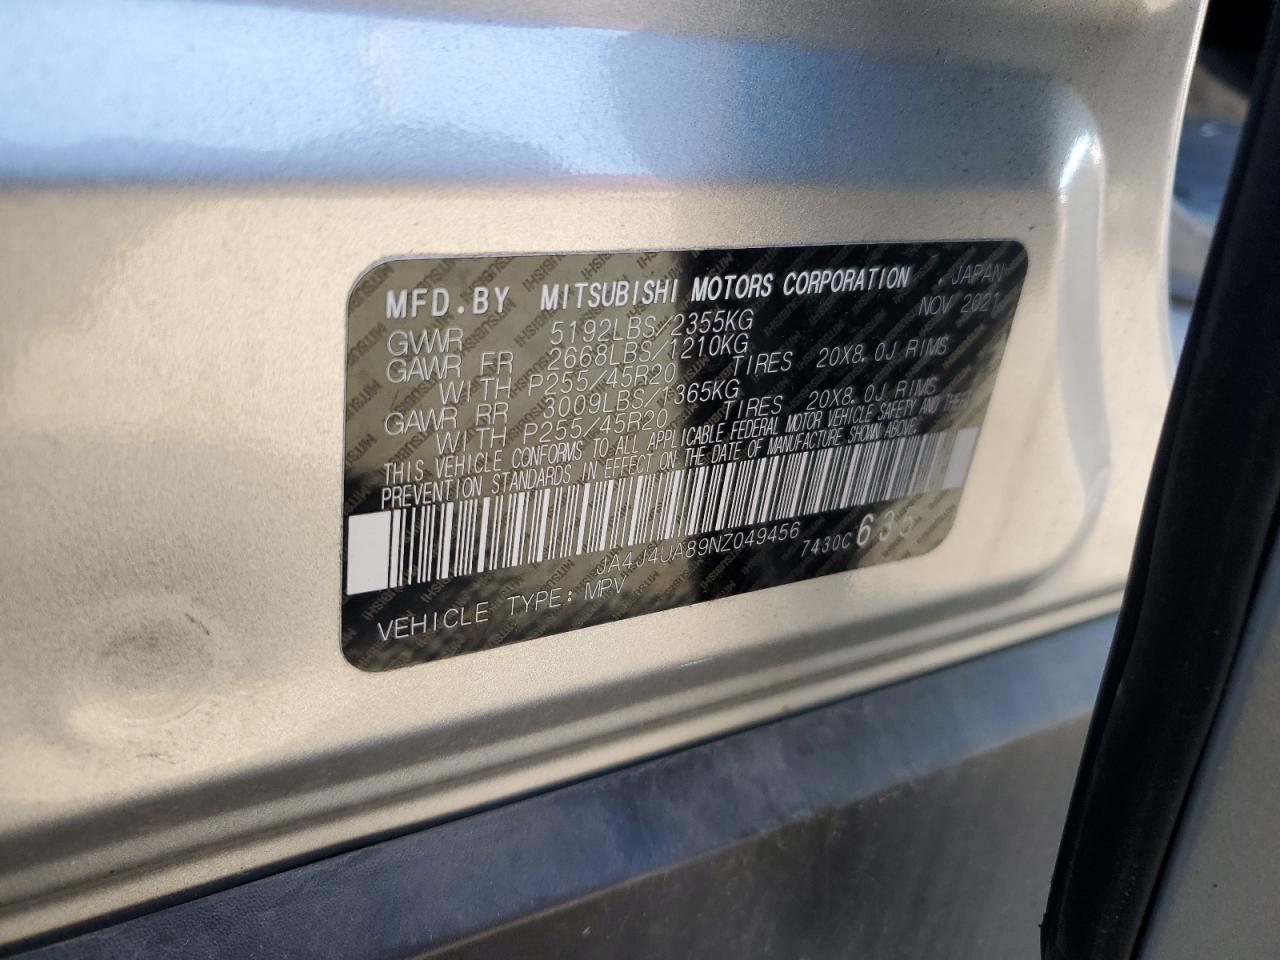 MFD.BY MITSUBISHI MOTORS CORPORATION , JAPAN
NOV 2021
GVWR 5192LBS/2355KG
GAWR FR 2668LBS/1210KG
WITH P255/45R20 TIRES 20X8.0J RIMS
GAWR RR 3009LBS/1365KG
WITH P255/45R20 TIRES 20X8.0J RIMS
THIS VEHICLE CONFORMS TO ALL APPLICABLE FEDERAL MOTOR VEHICLE SAFETY AND THEFT
PREVENTION STANDARDS IN EFFECT ON THE DATE OF MANUFACTURE SHOWN ABOVE.
JA4J4UA89NZ049456 7430C 635
VEHICLE TYPE: MPV